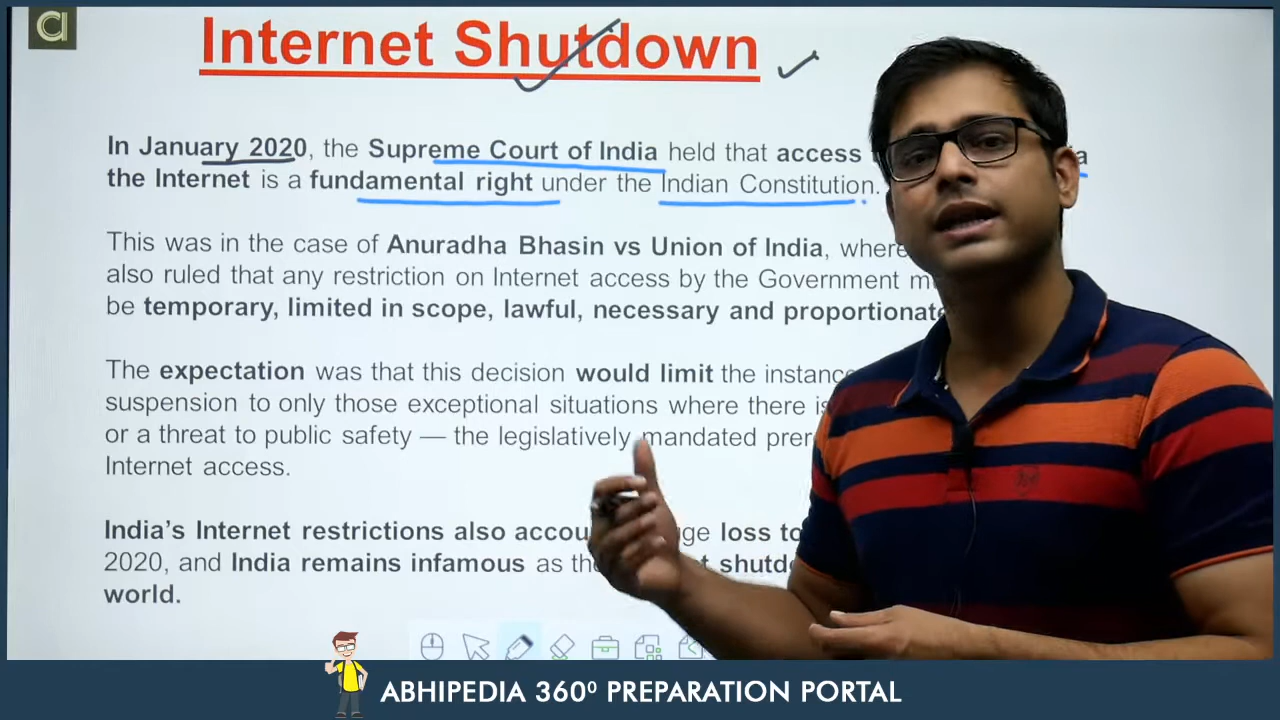 Internet Shutdown
In January 2020, the Supreme Court of India held that access
the Internet is a fundamental right under the Indian Constitution.
This was in the case of Anuradha Bhasin vs Union of India, where
also ruled that any restriction on Internet access by the Government
be temporary, limited in scope, lawful, necessary and proportionate
The expectation was that this decision would limit the
suspension to only those exceptional situations where there is
or a threat to public safety — the legislatively mandated
Internet access.
India's Internet restrictions also loss to
2020, and India remains infamous as
world.
ABHIPEDIA 360⁰ PREPARATION PORTAL